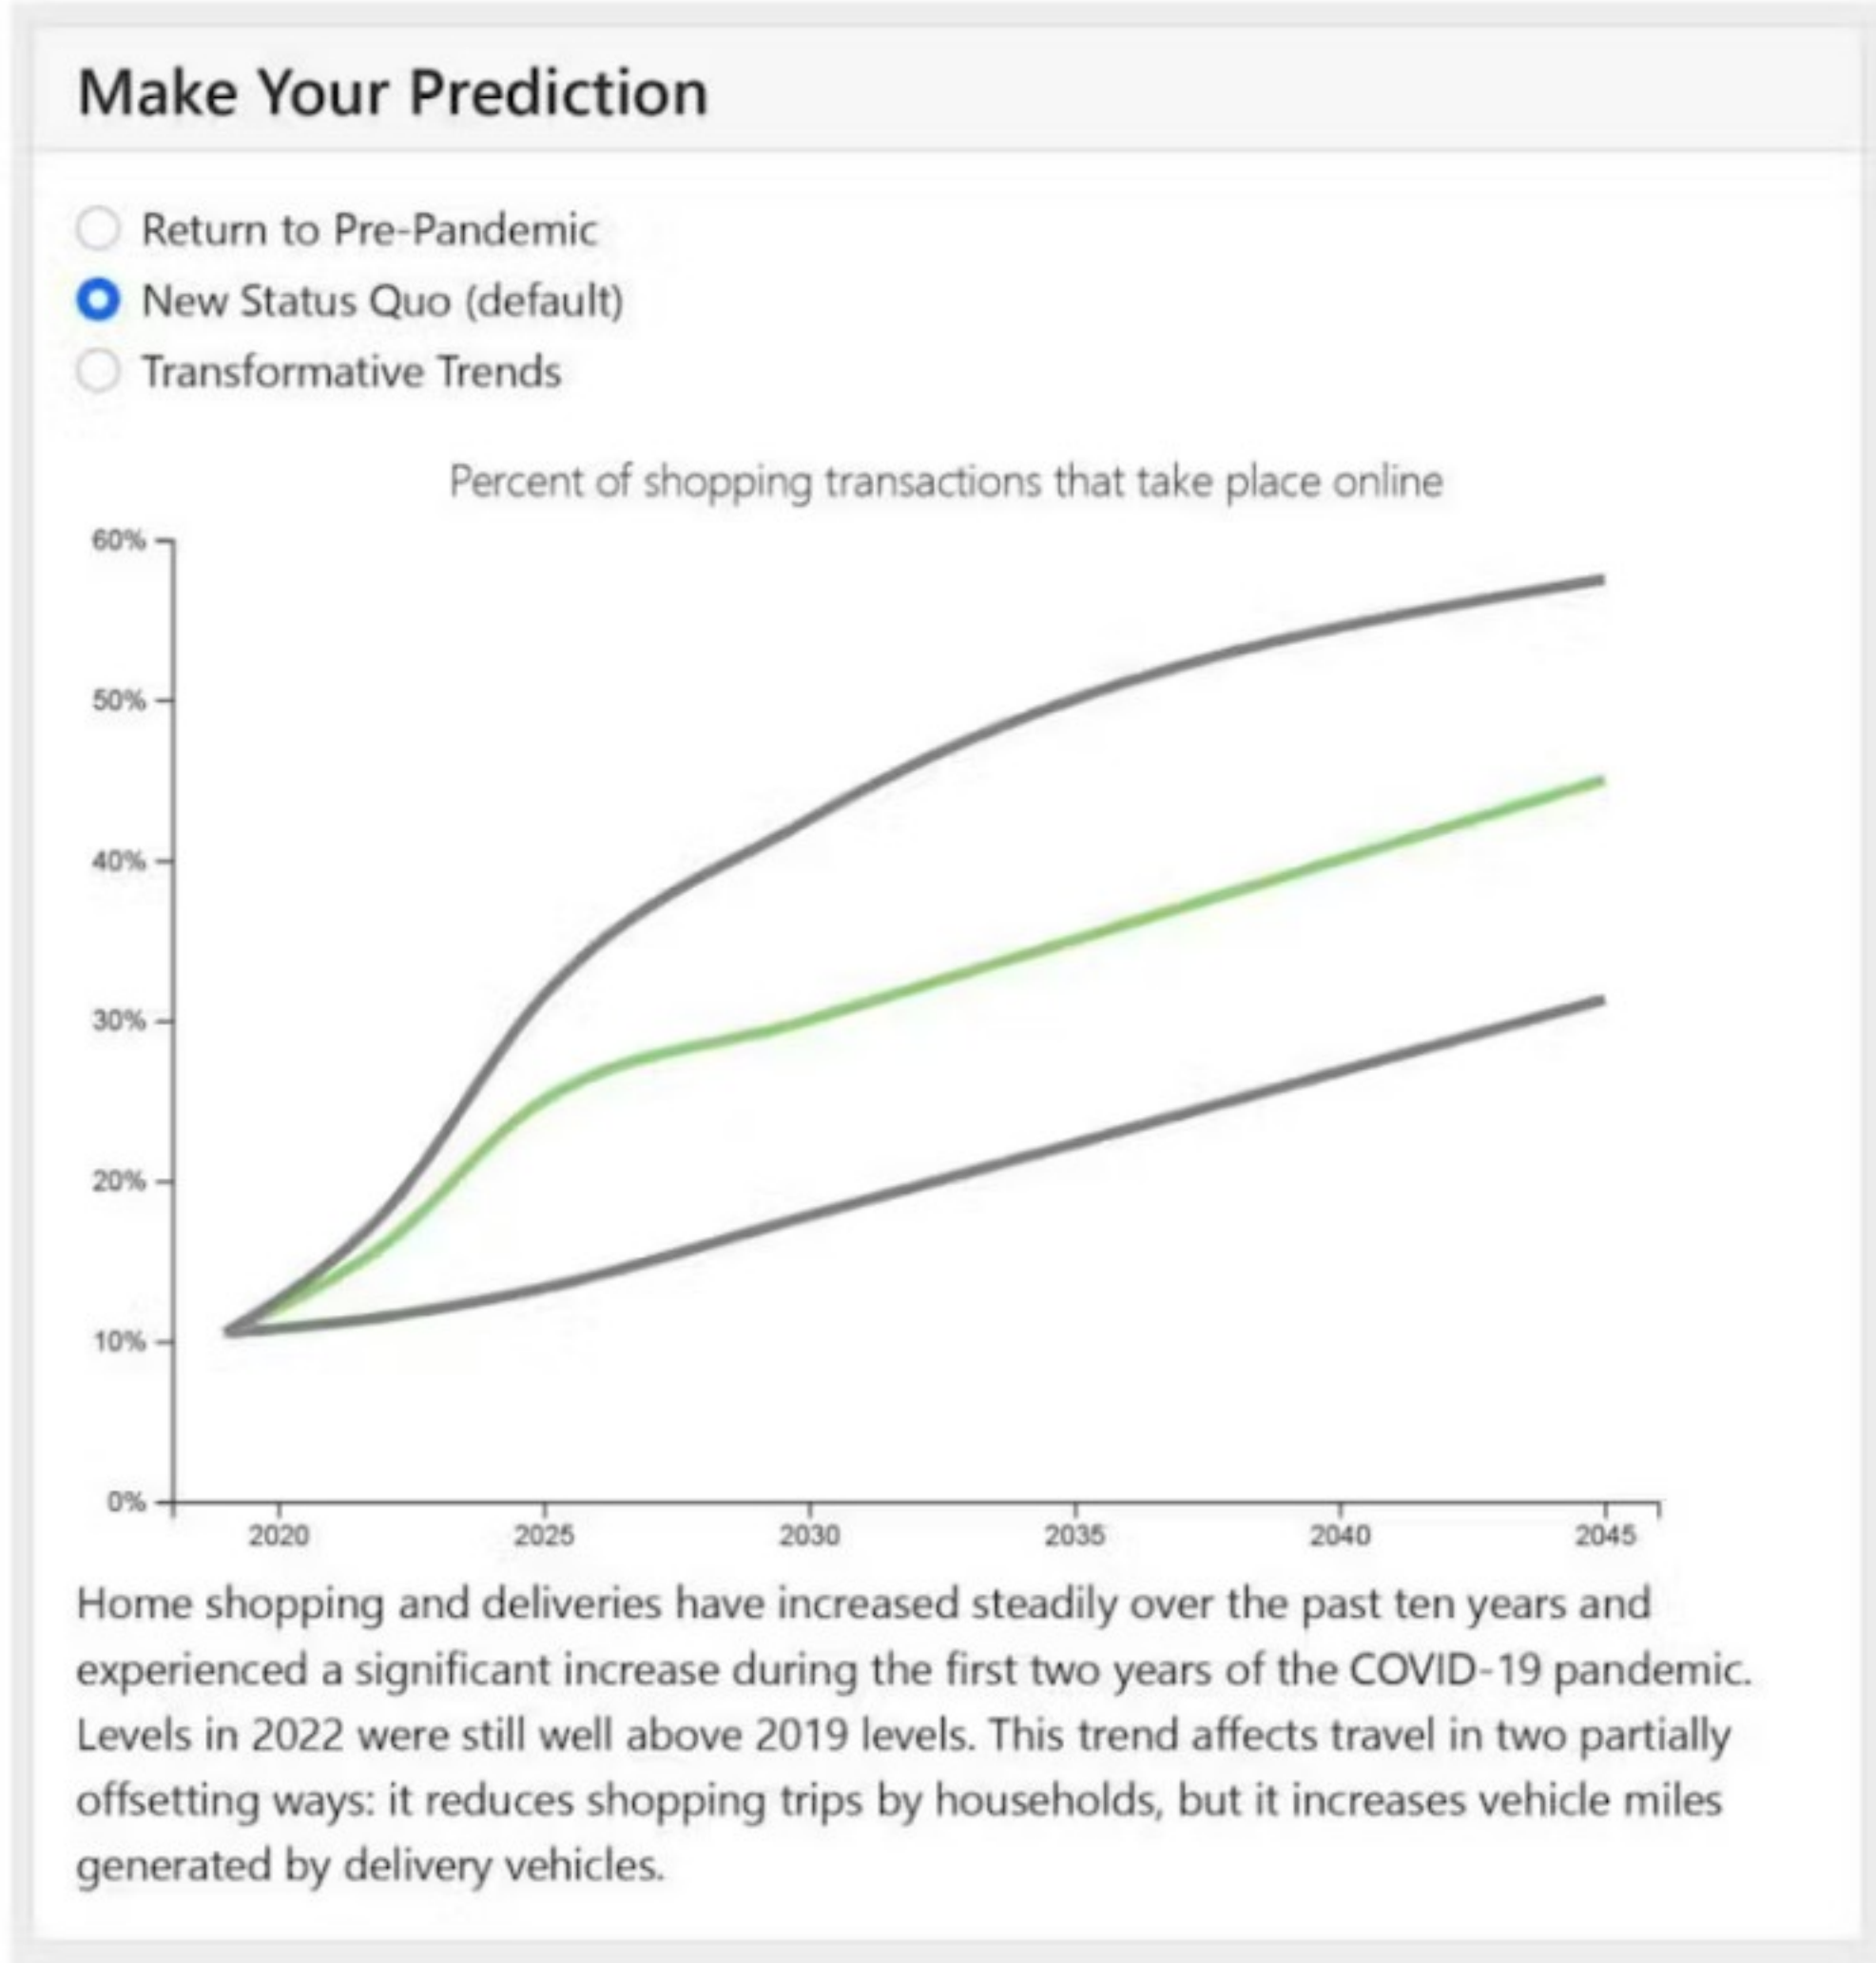 Make Your Prediction
Return to Pre-Pandemic
New Status Quo (default)
Transformative Trends
Percent of shopping transactions that take place online
60%
50%
40%
30%
20%
10%
0%
2020 2025 2030 2035 2040 2045
Home shopping and deliveries have increased steadily over the past ten years and
experienced a significant increase during the first two years of the COVID-19 pandemic.
Levels in 2022 were still well above 2019 levels. This trend affects travel in two partially
offsetting ways: it reduces shopping trips by households, but it increases vehicle miles
generated by delivery vehicles.